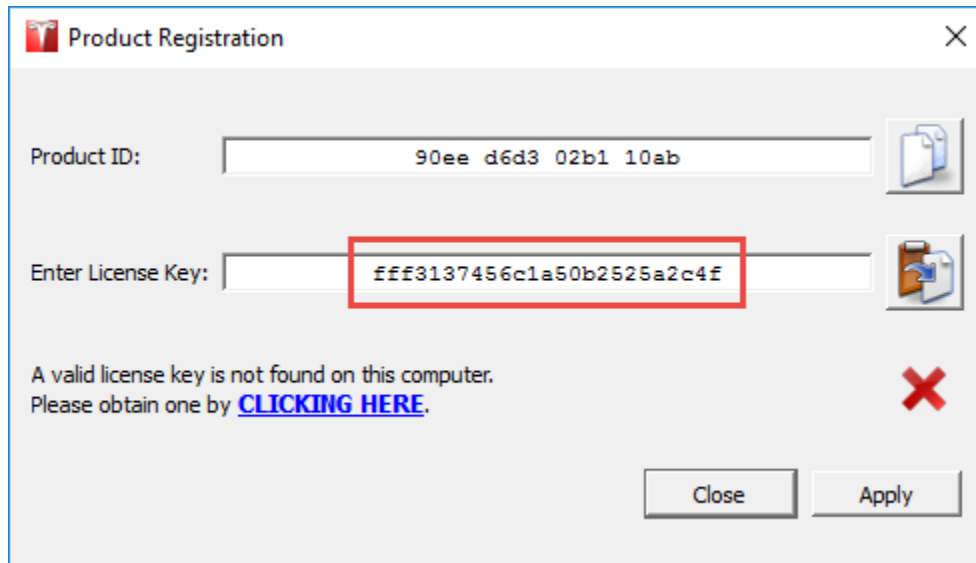 Product Registration
Product ID: 90ee d6d3 02b1 10ab
Enter License Key: fff3137456c1a50b2525a2c4f
A valid license key is not found on this computer.
Please obtain one by CLICKING HERE.
Close Apply